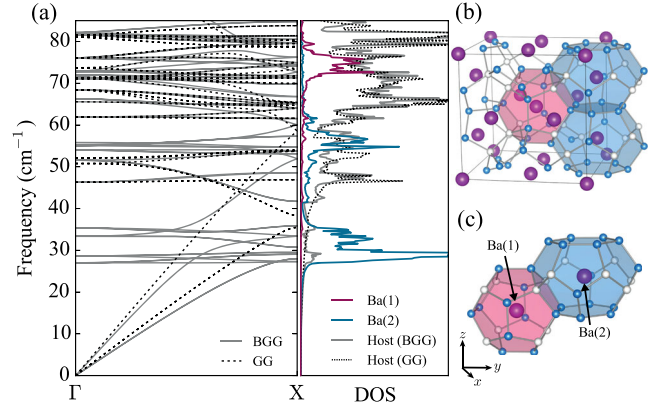 (a)
Frequency (cm⁻¹)
80
70
60
50
40
30
20
10
0
Γ
X
BGG
GG
Ba(1)
Ba(2)
Host (BGG)
Host (GG)
DOS
(b)
(c)
Ba(1)
Ba(2)
z
y
x